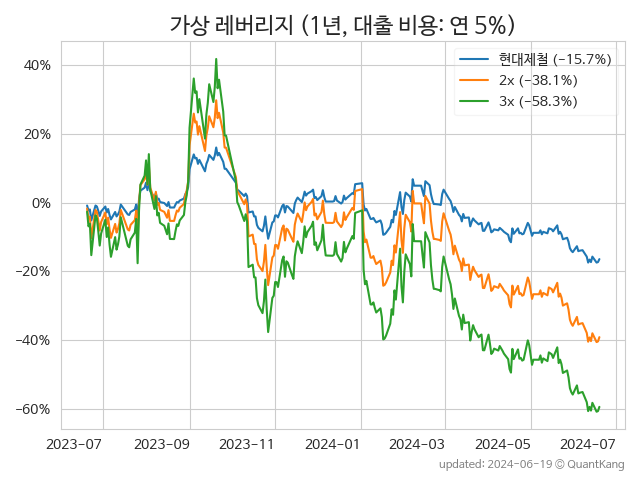 가상 레버리지 (1년, 대출 비용: 연 5%)
현대제철 (−15.7%)
2x (−38.1%)
3x (−58.3%)
40%
20%
0%
−20%
−40%
−60%
2023-07 2023-09 2023-11 2024-01 2024-03 2024-05 2024-07
updated: 2024-06-19 © QuantKang